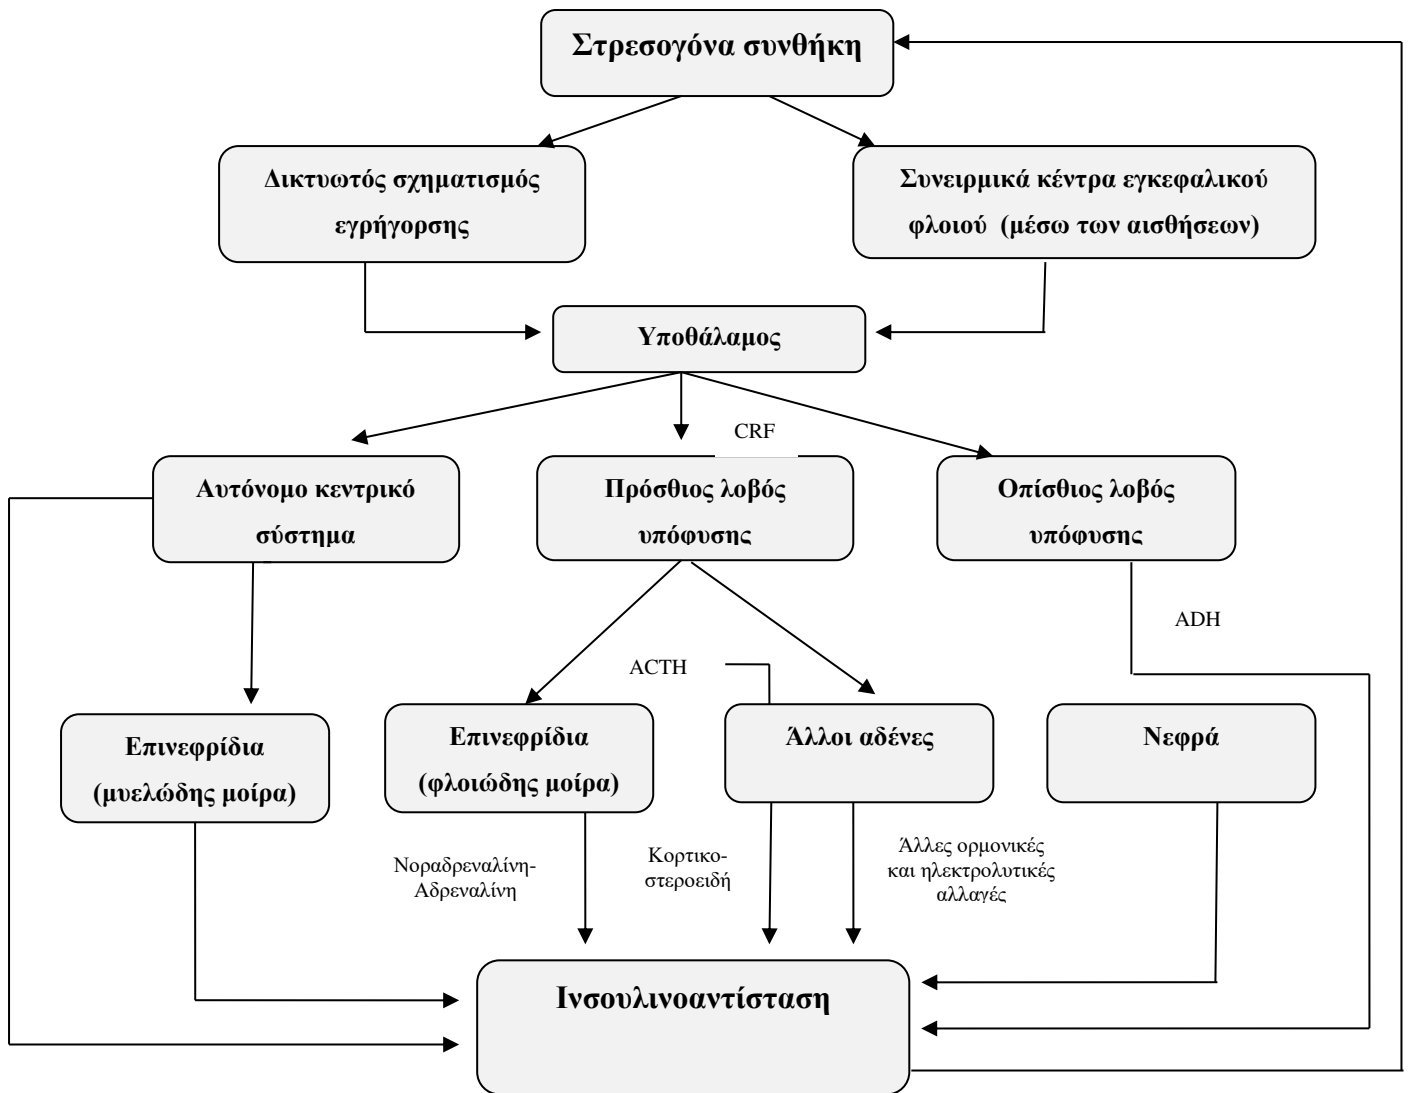 Στρεσογόνα συνθήκη
Δικτυωτός σχηματισμός
εγρήγορσης
Συνειρμικά κέντρα εγκεφαλικού
φλοιού (μέσω των αισθήσεων)
Υποθάλαμος
CRF
Αυτόνομο κεντρικό
σύστημα
Πρόσθιος λοβός
υπόφυσης
Οπίσθιος λοβός
υπόφυσης
ADH
ACTH
Επινεφρίδια
(μυελώδης μοίρα)
Επινεφρίδια
(φλοιώδης μοίρα)
Άλλοι αδένες
Νεφρά
Νοραδρεναλίνη-
Αδρεναλίνη
Κορτικο-
στεροειδή
Άλλες ορμονικές
και ηλεκτρολυτικές
αλλαγές
Ινσουλινοαντίσταση